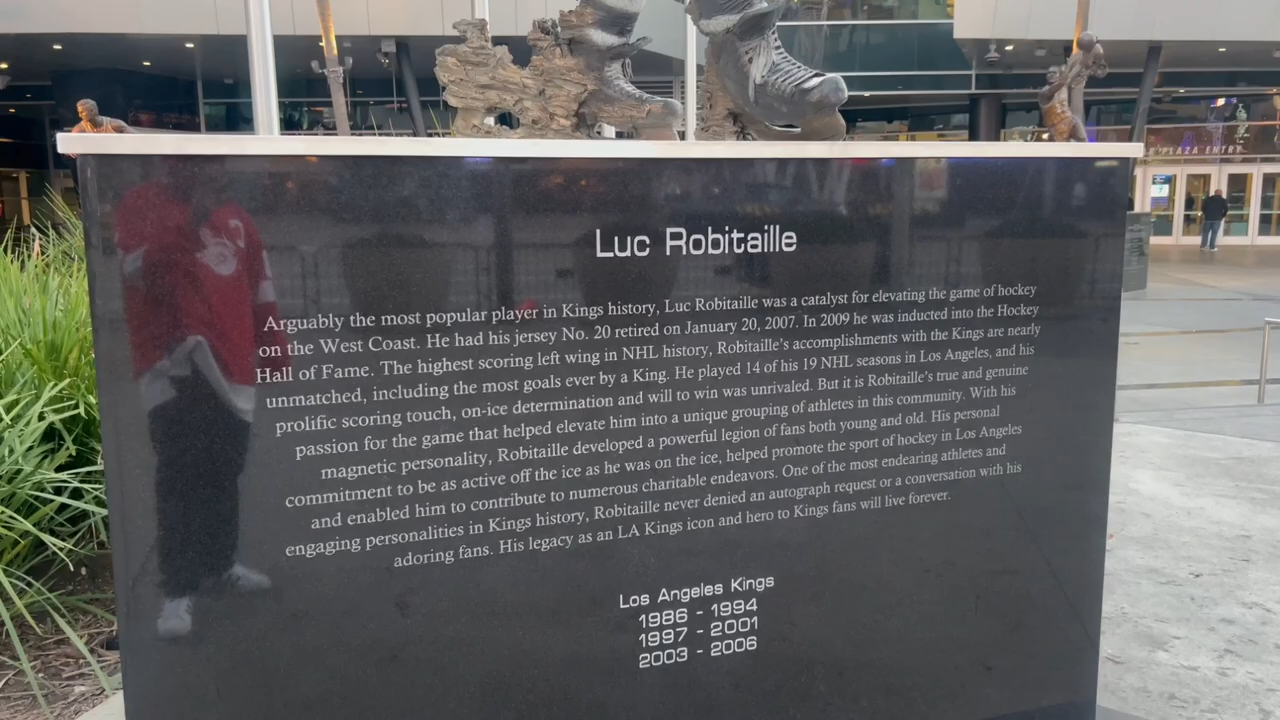 PLAZA ENTRY
Luc Robitaille
Arguably the most popular player in Kings history, Luc Robitaille was a catalyst for elevating the game of hockey
on the West Coast. He had his jersey No. 20 retired on January 20, 2007. In 2009 he was inducted into the Hockey
Hall of Fame. The highest scoring left wing in NHL history, Robitaille's accomplishments with the Kings are nearly
unmatched, including the most goals ever by a King. He played 14 of his 19 NHL seasons in Los Angeles, and his
prolific scoring touch, on-ice determination and will to win was unrivaled. But it is Robitaille's true and genuine
passion for the game that helped elevate him into a unique grouping of athletes in this community. With his
magnetic personality, Robitaille developed a powerful legion of fans both young and old. His personal
commitment to be as active off the ice as he was on the ice, helped promote the sport of hockey in Los Angeles
and enabled him to contribute to numerous charitable endeavors. One of the most endearing athletes and
engaging personalities in Kings history, Robitaille never denied an autograph request or a conversation with his
adoring fans. His legacy as an LA Kings icon and hero to Kings fans will live forever.
Los Angeles Kings
1986 - 1994
1997 - 2001
2003 - 2006